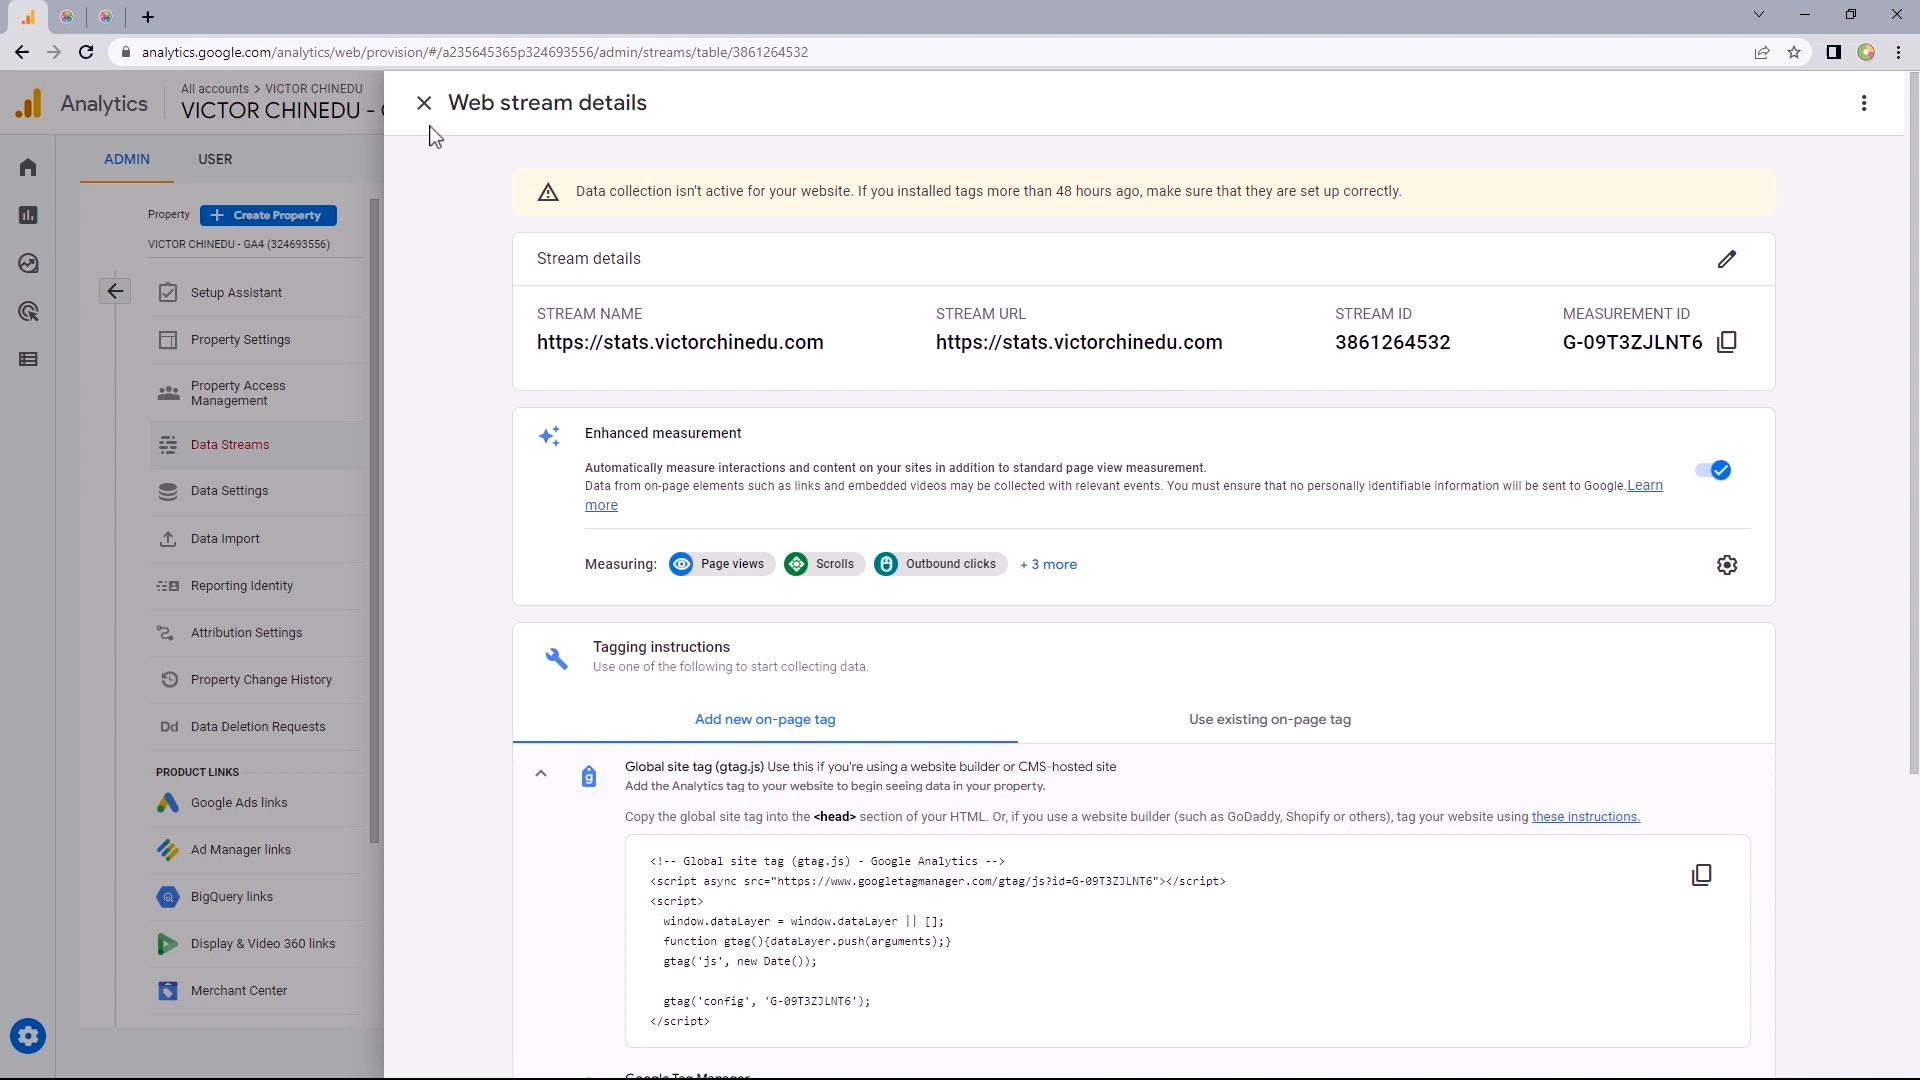 analytics.google.com/analytics/web/provision/#/a235645365p324693556/admin/streams/table/3861264532
Analytics
All accounts > VICTOR CHINEDU
VICTOR CHINEDU -
Web stream details
ADMIN
USER
Property
Create Property
VICTOR CHINEDU - GA4 (324693556)
Setup Assistant
Property Settings
Property Access
Management
Data Streams
Data Settings
Data Import
Reporting Identity
Attribution Settings
Property Change History
Dd Data Deletion Requests
PRODUCT LINKS
Google Ads links
Ad Manager links
BigQuery links
Display & Video 360 links
Merchant Center
Data collection isn't active for your website. If you installed tags more than 48 hours ago, make sure that they are set up correctly.
Stream details
STREAM NAME
https://stats.victorchinedu.com
STREAM URL
https://stats.victorchinedu.com
STREAM ID
3861264532
MEASUREMENT ID
G-09T3ZJLNT6
Enhanced measurement
Automatically measure interactions and content on your sites in addition to standard page view measurement.
Data from on-page elements such as links and embedded videos may be collected with relevant events. You must ensure that no personally identifiable information will be sent to Google. Learn
more
Measuring: Page views Scrolls Outbound clicks + 3 more
Tagging instructions
Use one of the following to start collecting data.
Add new on-page tag
Use existing on-page tag
g
Global site tag (gtag.js) Use this if you're using a website builder or CMS-hosted site
Add the Analytics tag to your website to begin seeing data in your property.
Copy the global site tag into the <head> section of your HTML. Or, if you use a website builder (such as GoDaddy, Shopify or others), tag your website using these instructions.
<!-- Global site tag (gtag.js) - Google Analytics -->
<script async src="https://www.googletagmanager.com/gtag/js?id=G-09T3ZJLNT6"></script>
<script>
window.dataLayer = window.dataLayer || [];
function gtag(){dataLayer.push(arguments);}
gtag('js', new Date());
gtag('config', 'G-09T3ZJLNT6');
</script>
Google Tag Manager